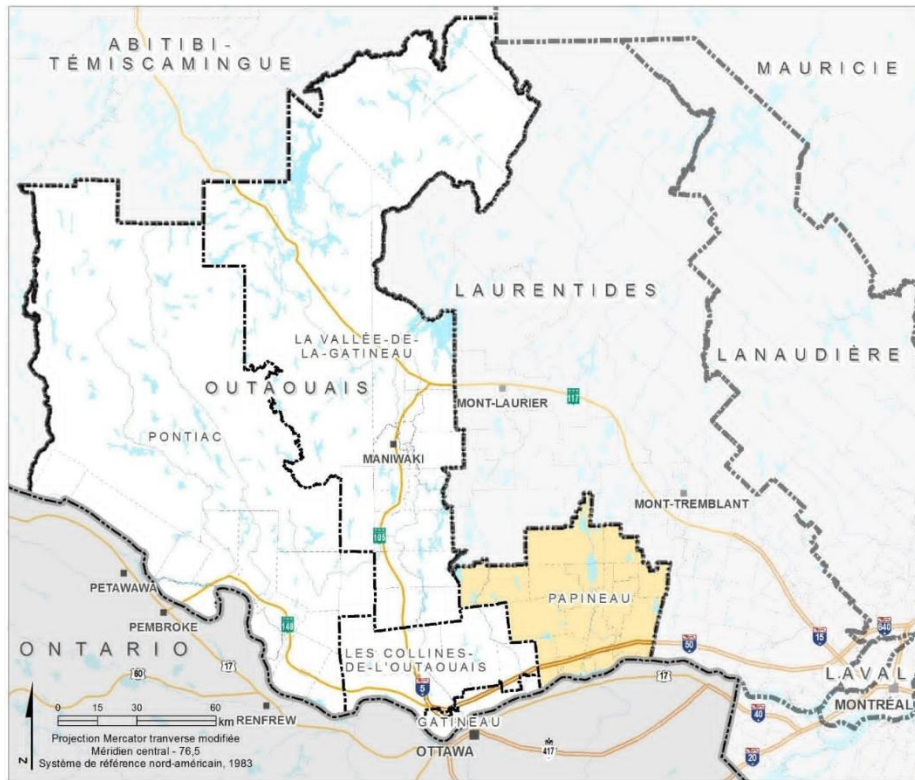 ABITIBI-
TÉMISCAMINGUE
MAURICIE
LAURENTIDES
LANAUDIÈRE
LA VALLÉE-DE-
LA-GATINEAU
OUTAOUAIS
MONT-LAURIER
117
PONTIAC
MANIWAKI
MONT-TREMBLANT
105
PETAWAWA
PAPINEAU
PEMBROKE
148
50
15
640
ONTARIO
LES COLLINES-
DE-L'OUTAOUAIS
LAVAL
60
17
5
17
MONTRÉAL
0 15 30 60
km
RENFREW
GATINEAU
40
OTTAWA
417
20
Projection Mercator tranverse modifiée
Méridien central - 76,5
Système de référence nord-américain, 1983
N